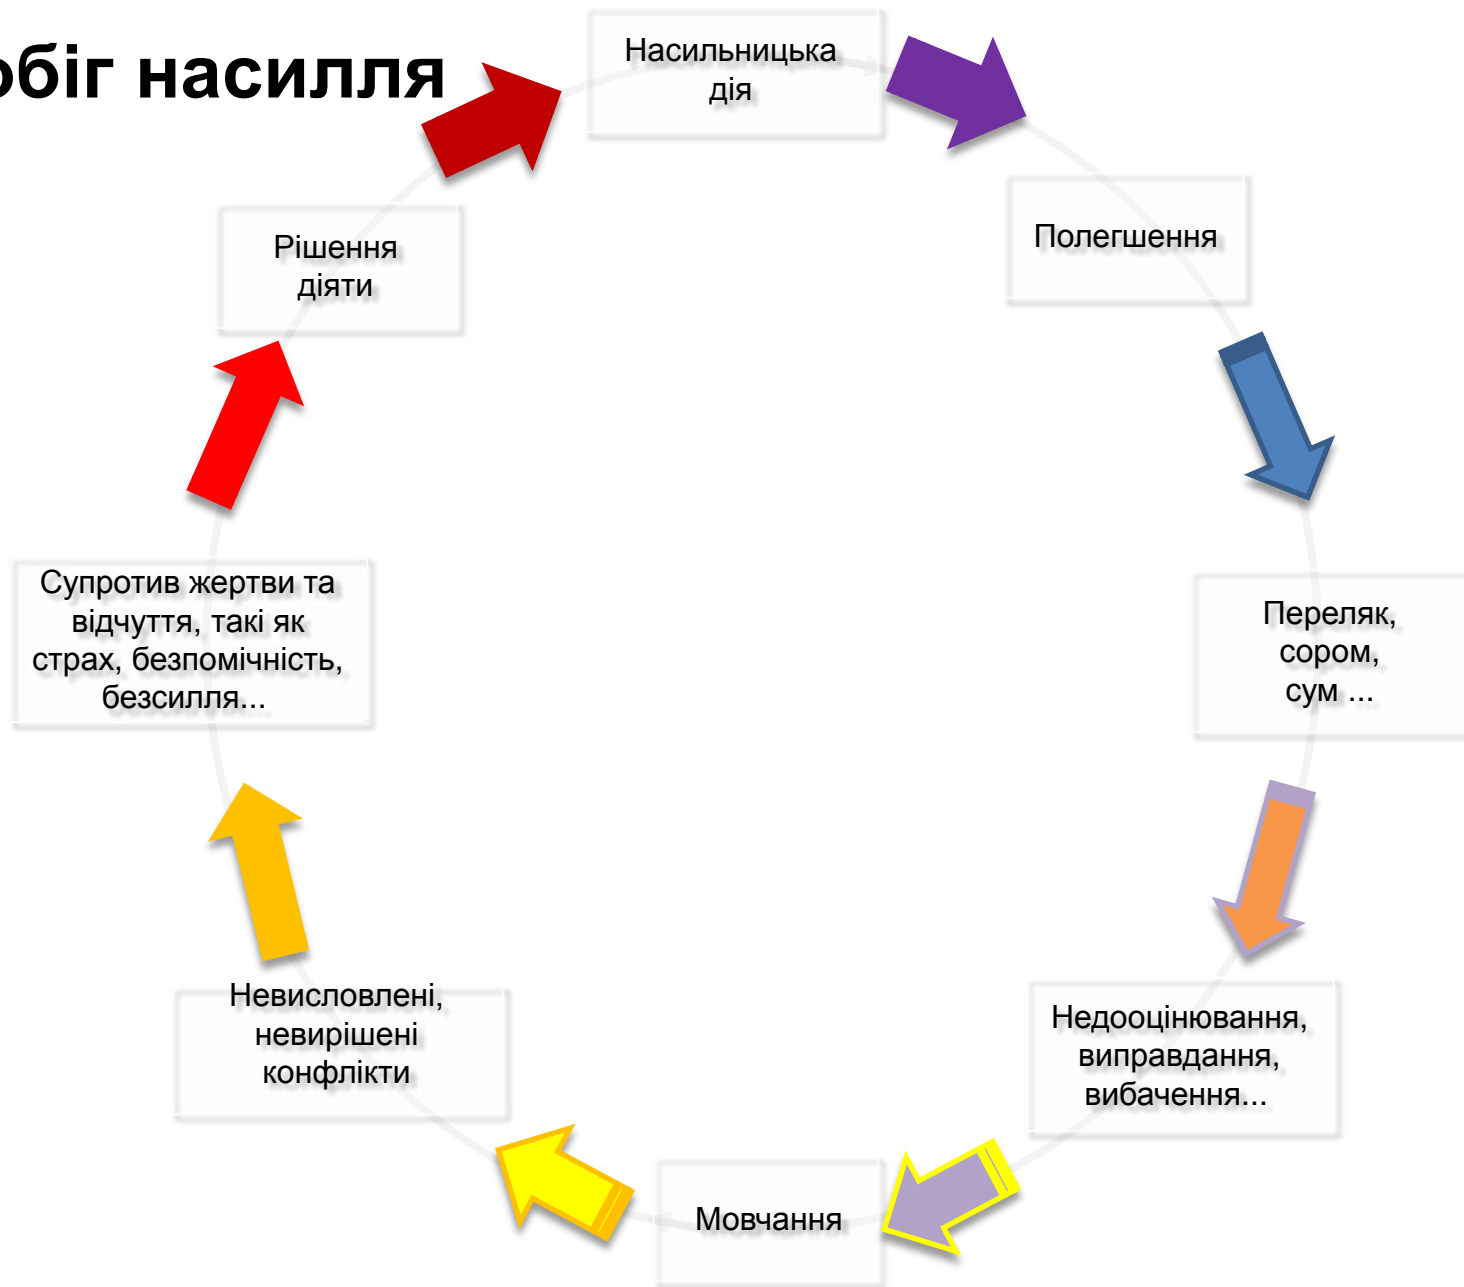 обіг насилля
Насильницька
дія
Полегшення
Переляк,
сором,
сум ...
Недооцінювання,
виправдання,
вибачення...
Мовчання
Невисловлені,
невирішені
конфлікти
Супротив жертви та
відчуття, такі як
страх, безпомічність,
безсилля...
Рішення
діяти